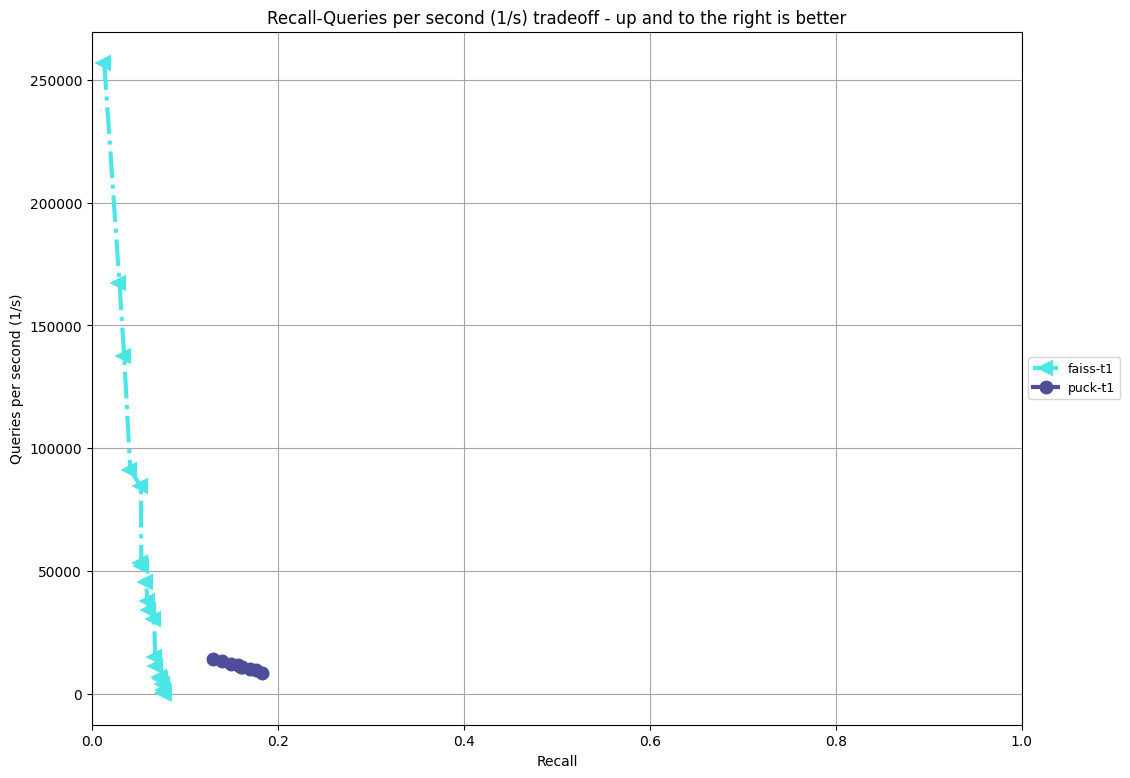 Recall-Queries per second (1/s) tradeoff - up and to the right is better
Queries per second (1/s)
250000
200000
150000
100000
50000
0
0.0 0.2 0.4 0.6 0.8 1.0
Recall
faiss-t1
puck-t1